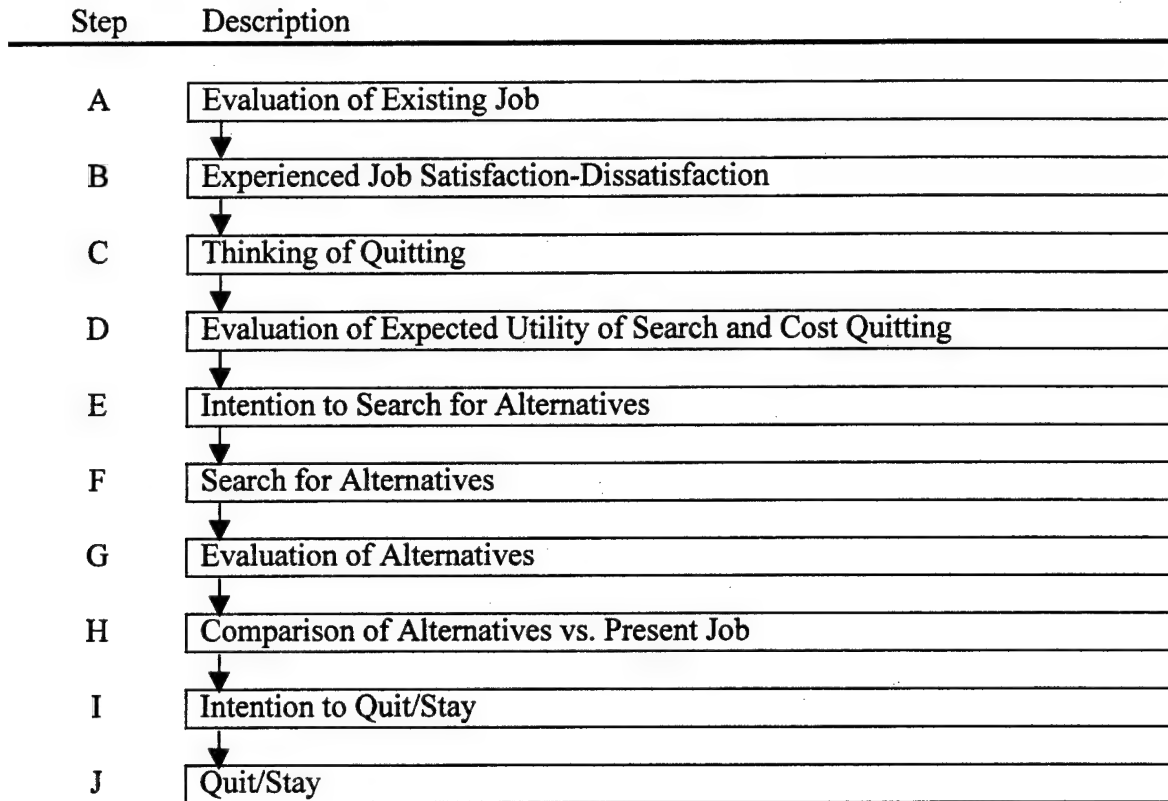 Step Description
A Evaluation of Existing Job
B Experienced Job Satisfaction-Dissatisfaction
C Thinking of Quitting
D Evaluation of Expected Utility of Search and Cost Quitting
E Intention to Search for Alternatives
F Search for Alternatives
G Evaluation of Alternatives
H Comparison of Alternatives vs. Present Job
I Intention to Quit/Stay
J Quit/Stay